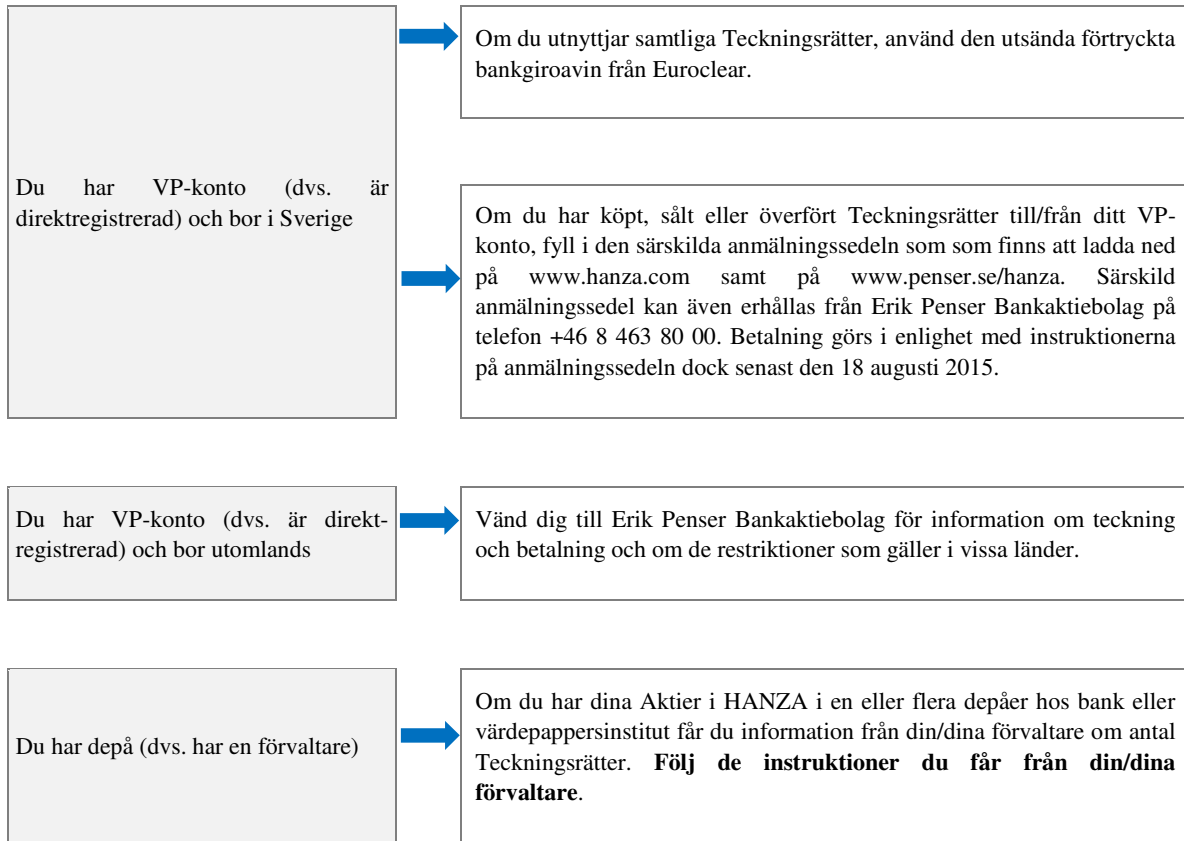 Om du utnyttjar samtliga Teckningsrätter, använd den utsända förtryckta
bankgiroavin från Euroclear.
Du har VP-konto (dvs. är
direktregistrerad) och bor i Sverige
Om du har köpt, sålt eller överfört Teckningsrätter till/från ditt VP-
konto, fyll i den särskilda anmälningssedeln som som finns att ladda ned
på www.hanza.com samt på www.penser.se/hanza. Särskild
anmälningssedel kan även erhållas från Erik Penser Bankaktiebolag på
telefon +46 8 463 80 00. Betalning görs i enlighet med instruktionerna
på anmälningssedeln dock senast den 18 augusti 2015.
Du har VP-konto (dvs. är direkt-
registrerad) och bor utomlands
Vänd dig till Erik Penser Bankaktiebolag för information om teckning
och betalning och om de restriktioner som gäller i vissa länder.
Du har depå (dvs. har en förvaltare)
Om du har dina Aktier i HANZA i en eller flera depåer hos bank eller
värdepappersinstitut får du information från din/dina förvaltare om antal
Teckningsrätter. Följ de instruktioner du får från din/dina
förvaltare.